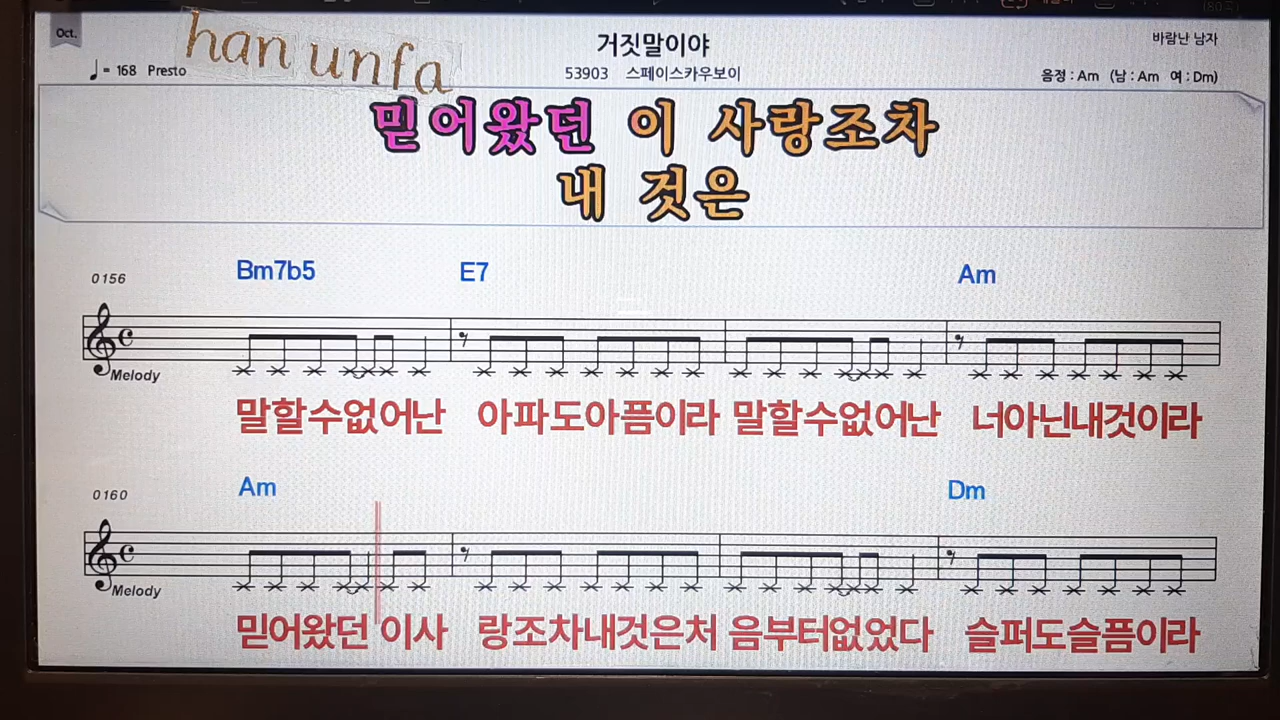 Oct.
han unfa
거짓말이야
바람난 남자
♩= 168 Presto
53903 스페이스카우보이
음정 : Am (남 : Am 여 : Dm)
믿어왔던 이 사랑조차
내 것은
0156
Bm7b5 E7 Am
Melody
말할수없어난 아파도아픔이라 말할수없어난 너아닌내것이라
0160
Am Dm
Melody
믿어왔던 이사 랑조차내것은처 음부터없었다 슬퍼도슬픔이라